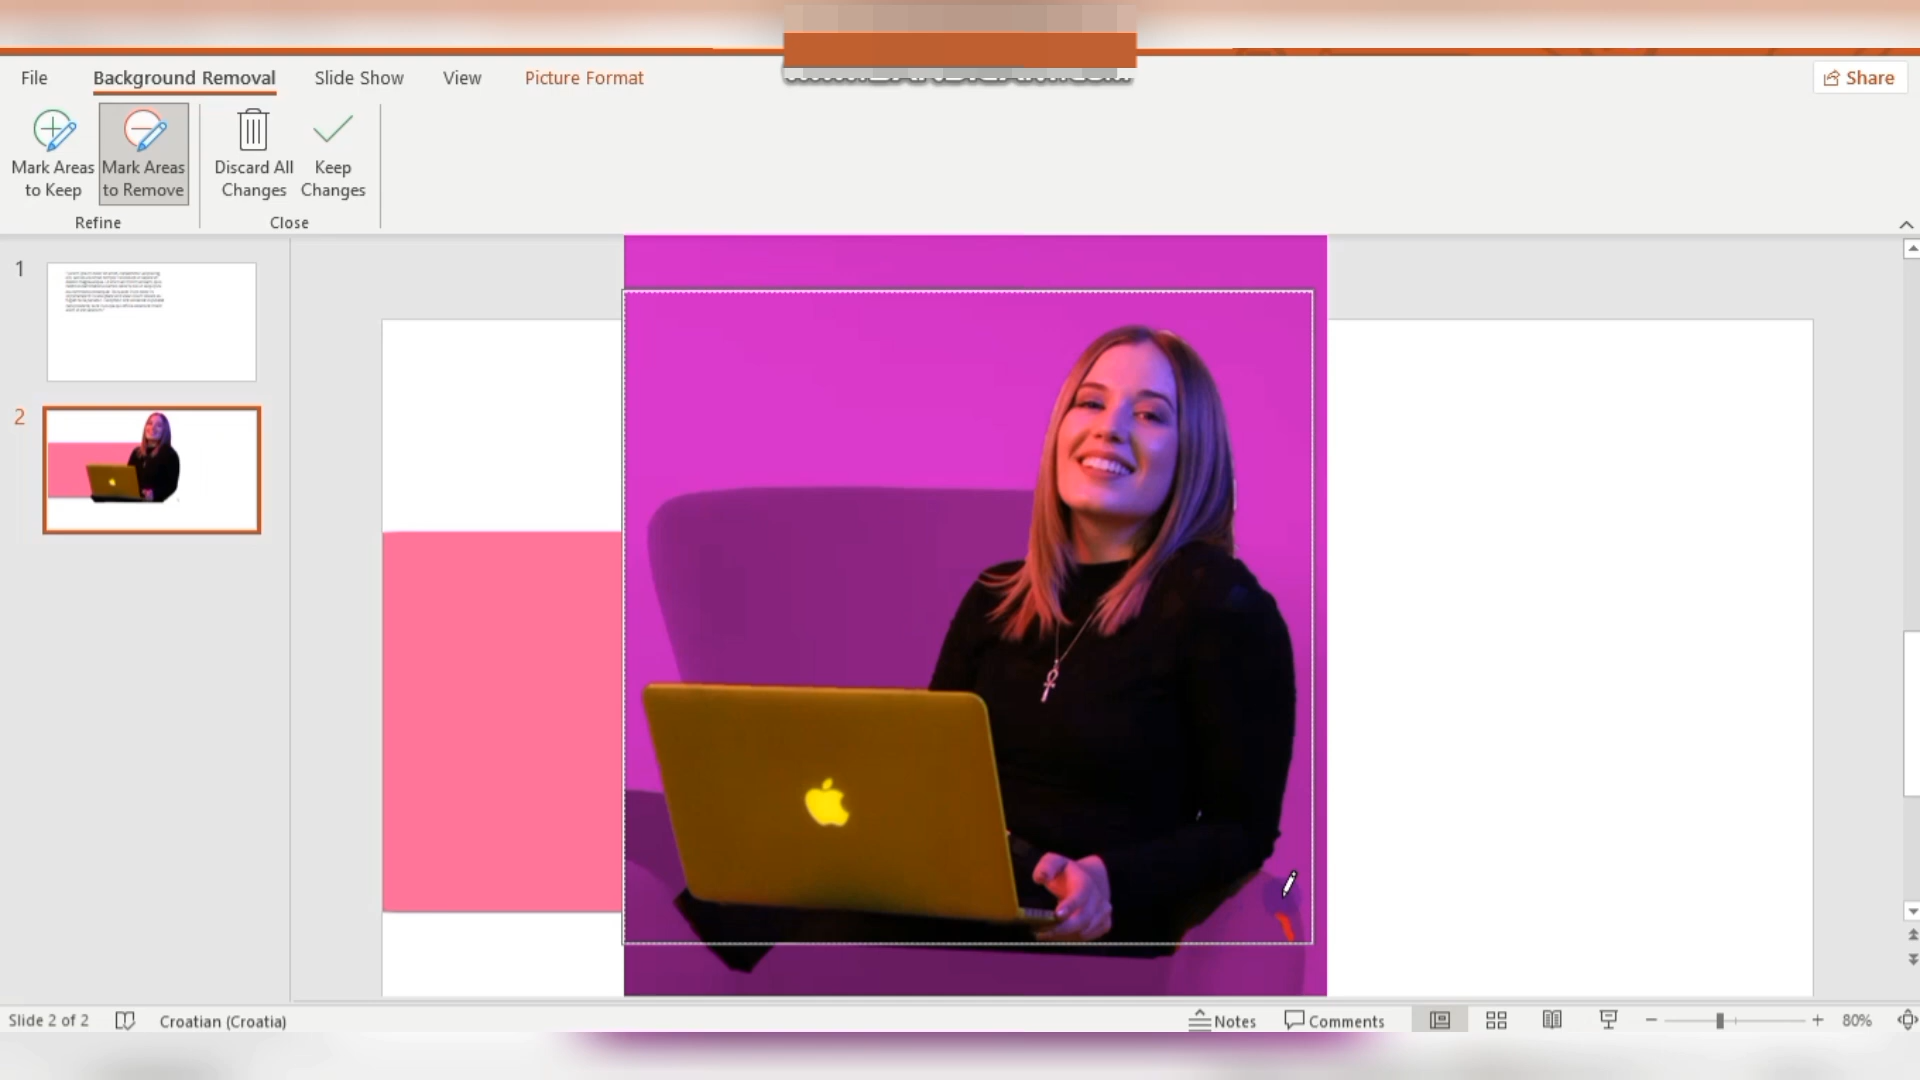 File
Background Removal
Slide Show
View
Picture Format
Share
Mark Areas
to Keep
Mark Areas
to Remove
Discard All
Changes
Keep
Changes
Refine
Close
1
2
Slide 2 of 2
Croatian (Croatia)
Notes
Comments
80%